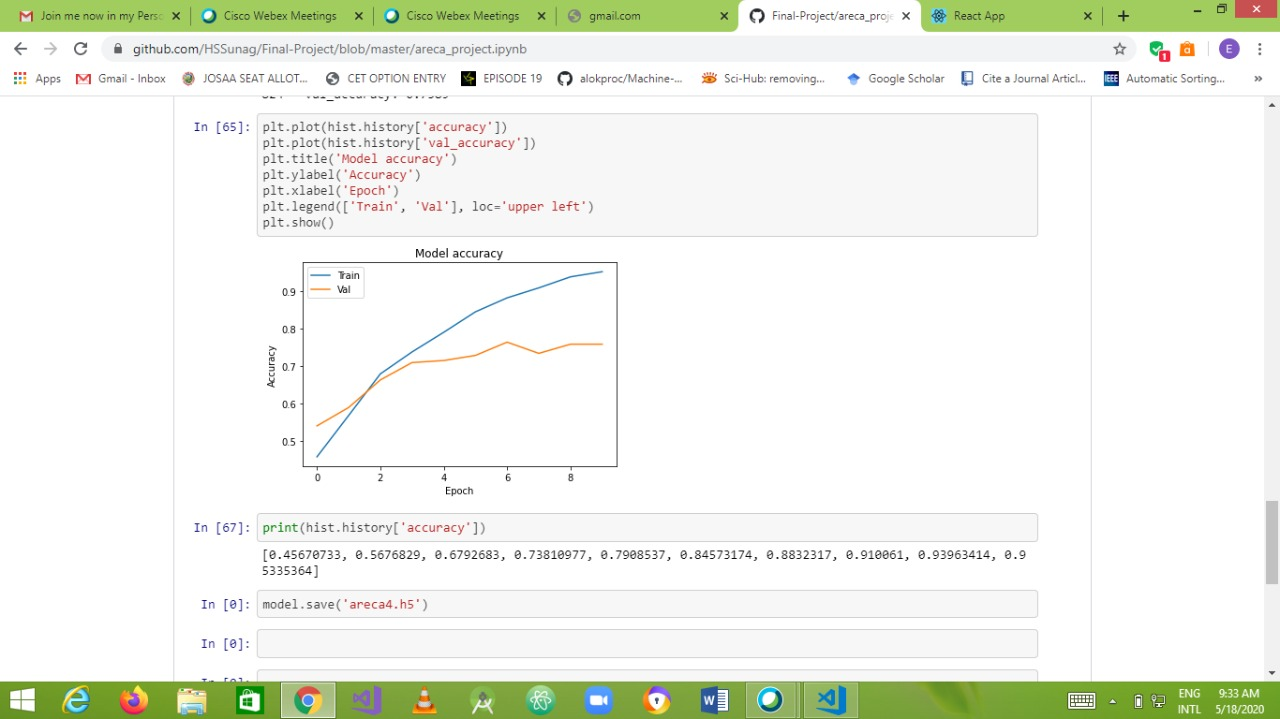 Join me now in my Perso
Cisco Webex Meetings
Cisco Webex Meetings
gmail.com
Final-Project/areca_proje
React App
github.com/HSSunag/Final-Project/blob/master/areca_project.ipynb
1
E
Apps
Gmail - Inbox
JOSAA SEAT ALLOT...
CET OPTION ENTRY
EPISODE 19
alokproc/Machine-...
Sci-Hub: removing...
Google Scholar
Cite a Journal Articl...
IEEE
Automatic Sorting...
»
In [65]:
plt.plot(hist.history['accuracy'])
plt.plot(hist.history['val_accuracy'])
plt.title('Model accuracy')
plt.ylabel('Accuracy')
plt.xlabel('Epoch')
plt.legend(['Train', 'Val'], loc='upper left')
plt.show()
Model accuracy
Train
Val
0.9
0.8
0.7
0.6
0.5
Accuracy
0 2 4 6 8
Epoch
In [67]:
print(hist.history['accuracy'])
[0.45670733, 0.5676829, 0.6792683, 0.73810977, 0.7908537, 0.84573174, 0.8832317, 0.910061, 0.93963414, 0.9
5335364]
In [0]:
model.save('areca4.h5')
In [0]:
ENG
INTL
9:33 AM
5/18/2020